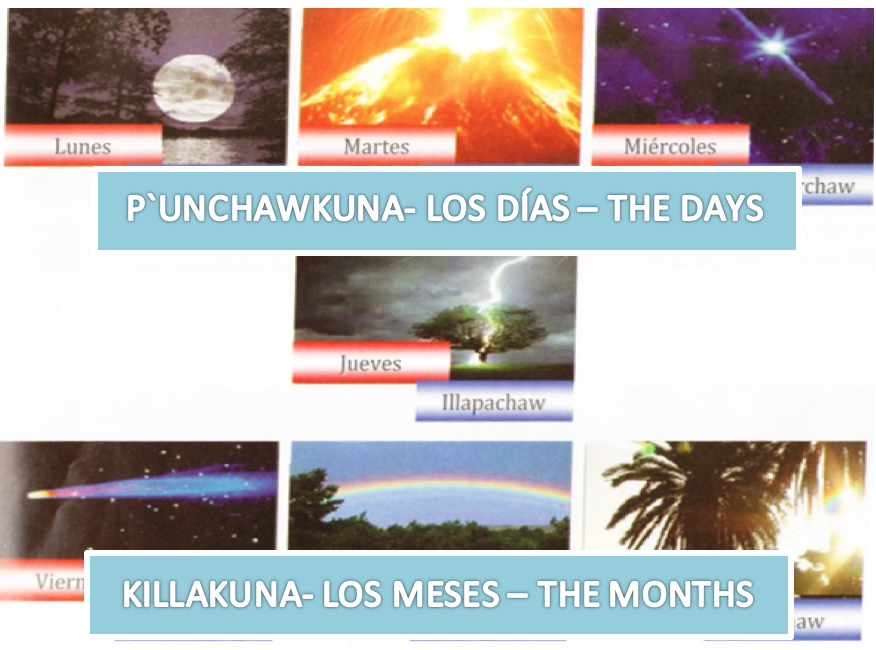 Lunes
Martes
Miércoles
rchaw
P`UNCHAWKUNA- LOS DÍAS – THE DAYS
Jueves
Illapachaw
Viern
KILLAKUNA- LOS MESES – THE MONTHS
aw